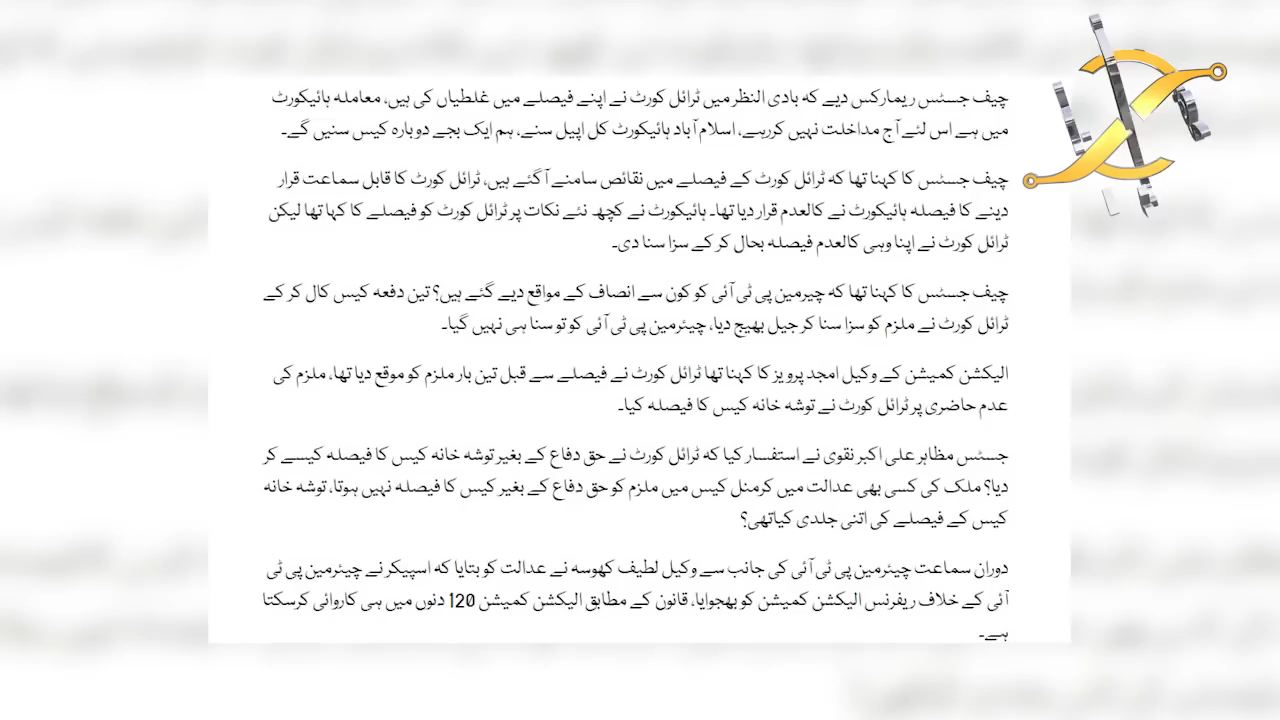 چیف جسٹس ریمارکس دیے کہ بادی النظر میں ٹرائل کورٹ نے اپنے فیصلے میں غلطیاں کی ہیں، معاملہ ہائیکورٹ
میں ہے اس لئے آج مداخلت نہیں کررہے، اسلام آباد ہائیکورٹ کل اپیل سنے، ہم ایک بجے دوبارہ کیس سنیں گے۔
چیف جسٹس کا کہنا تھا کہ ٹرائل کورٹ کے فیصلے میں نقائص سامنے آگئے ہیں، ٹرائل کورٹ کا قابل سماعت قرار
دینے کا فیصلہ ہائیکورٹ نے کالعدم قرار دیا تھا۔ ہائیکورٹ نے کچھ نئے نکات پر ٹرائل کورٹ کو فیصلے کا کہا تھا لیکن
ٹرائل کورٹ نے اپنا وہی کالعدم فیصلہ بحال کر کے سزا سنا دی۔
چیف جسٹس کا کہنا تھا کہ چیرمین پی ٹی آئی کو کون سے انصاف کے مواقع دیے گئے ہیں؟ تین دفعہ کیس کال کر کے
ٹرائل کورٹ نے ملزم کو سزا سنا کر جیل بھیج دیا، چیئرمین پی ٹی آئی کو تو سنا ہی نہیں گیا۔
الیکشن کمیشن کے وکیل امجد پرویز کا کہنا تھا ٹرائل کورٹ نے فیصلے سے قبل تین بار ملزم کو موقع دیا تھا، ملزم کی
عدم حاضری پر ٹرائل کورٹ نے توشہ خانہ کیس کا فیصلہ کیا۔
جسٹس مظاہر علی اکبر نقوی نے استفسار کیا کہ ٹرائل کورٹ نے حق دفاع کے بغیر توشہ خانہ کیس کا فیصلہ کیسے کر
دیا؟ ملک کی کسی بھی عدالت میں کرمنل کیس میں ملزم کو حق دفاع کے بغیر کیس کا فیصلہ نہیں ہوتا، توشہ خانہ
کیس کے فیصلے کی اتنی جلدی کیاتھی؟
دوران سماعت چیئرمین پی ٹی آئی کی جانب سے وکیل لطیف کھوسہ نے عدالت کو بتایا کہ اسپیکر نے چیئرمین پی ٹی
آئی کے خلاف ریفرنس الیکشن کمیشن کو بھجوایا، قانون کے مطابق الیکشن کمیشن 120 دنوں میں ہی کاروائی کرسکتا
ہے۔